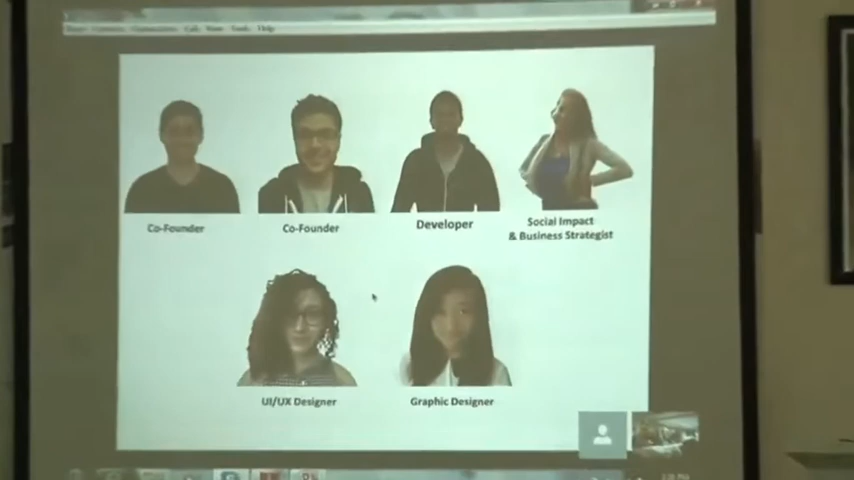 Co-Founder
Co-Founder
Developer
Social Impact
& Business Strategist
UI/UX Designer
Graphic Designer